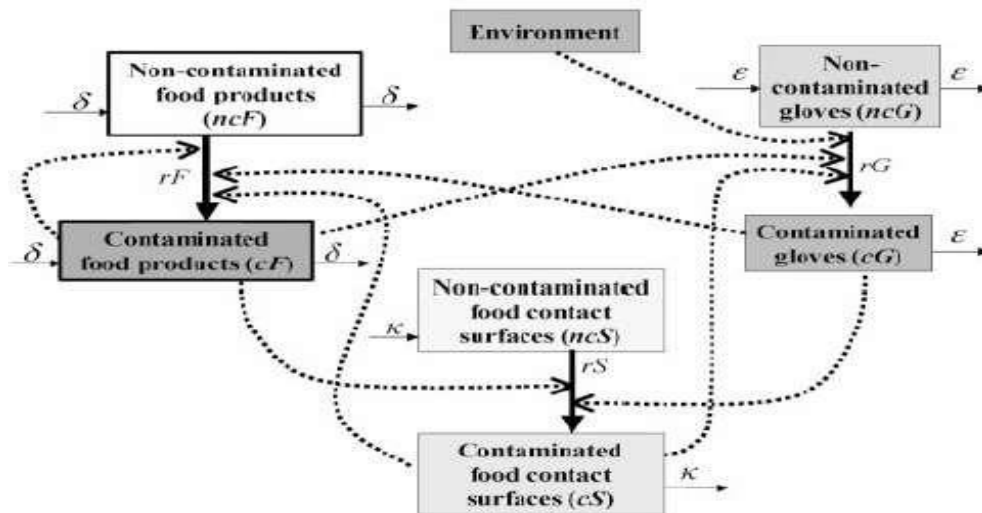 Environment
Non-contaminated
food products
(ncF)
δ
δ
Non-
contaminated
gloves (ncG)
ε
ε
rF
rG
Contaminated
food products (cF)
δ
δ
Contaminated
gloves (cG)
ε
Non-contaminated
food contact
surfaces (ncS)
κ
rS
Contaminated
food contact
surfaces (cS)
κ